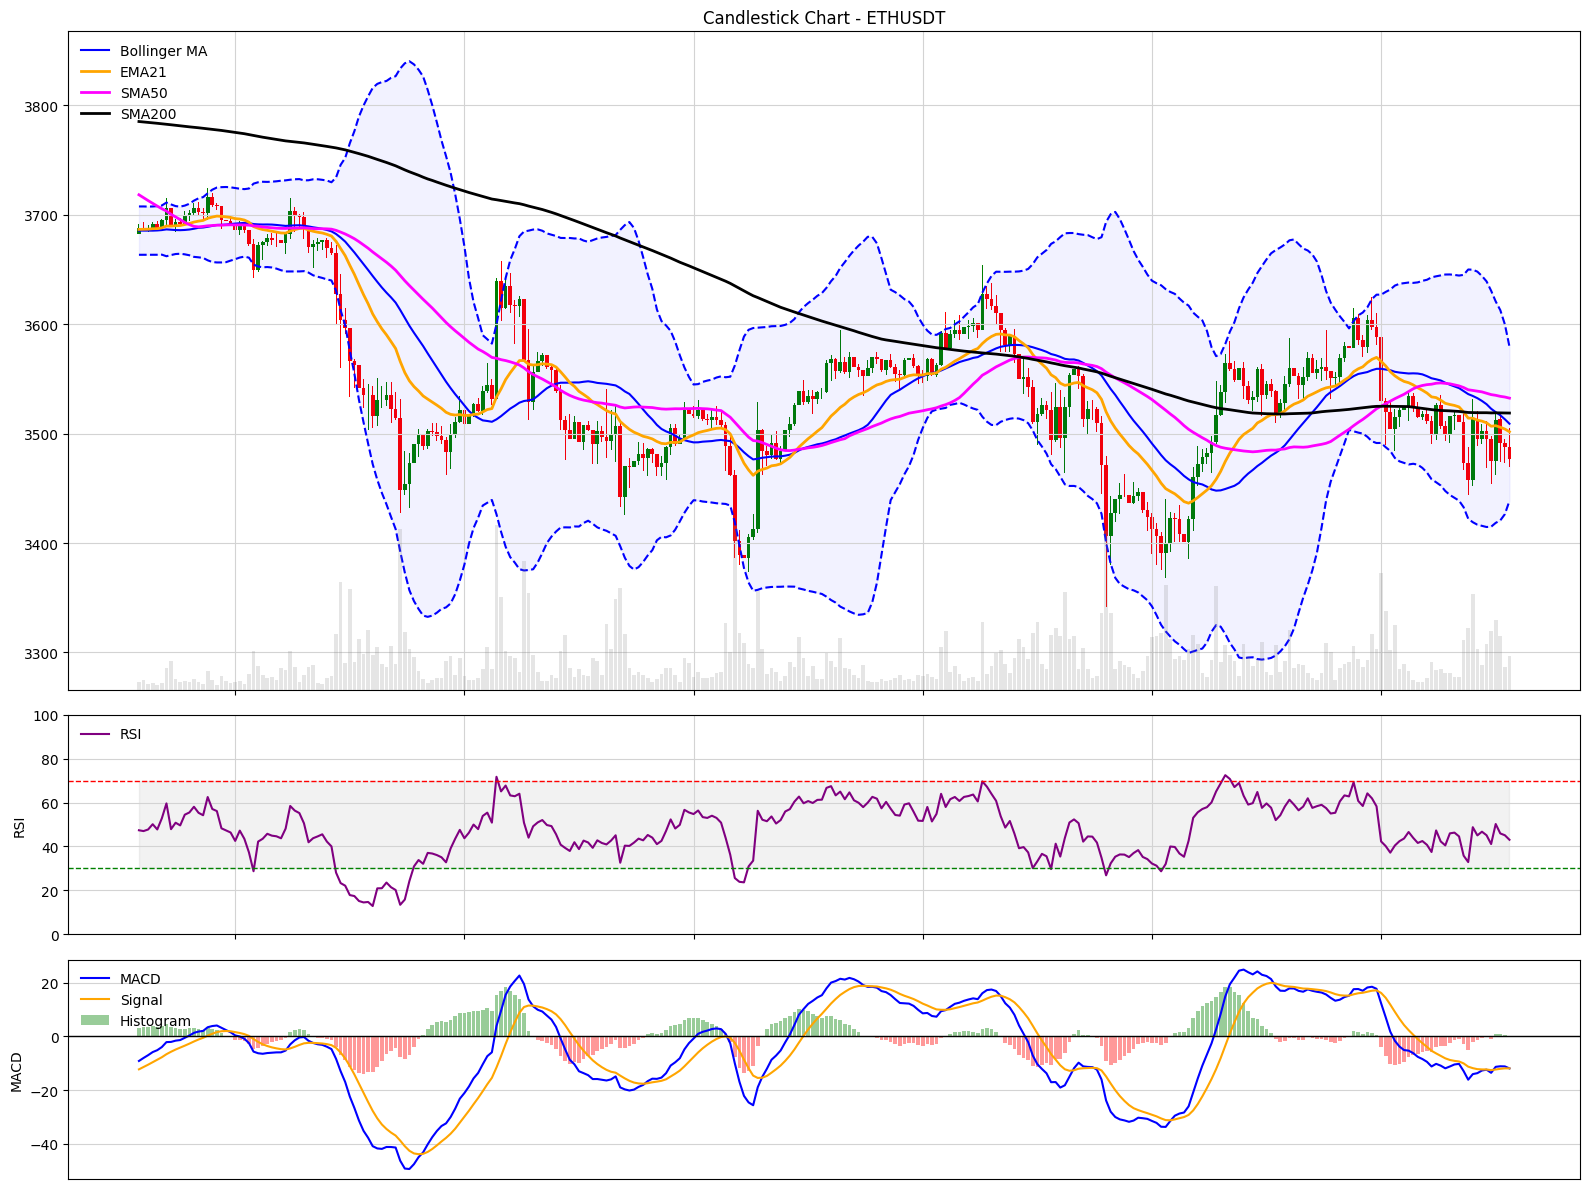 Candlestick Chart - ETHUSDT
Bollinger MA
EMA21
SMA50
SMA200
3800
3700
3600
3500
3400
3300
RSI
100
80
60
40
20
0
RSI
MACD
Signal
Histogram
20
0
−20
−40
MACD